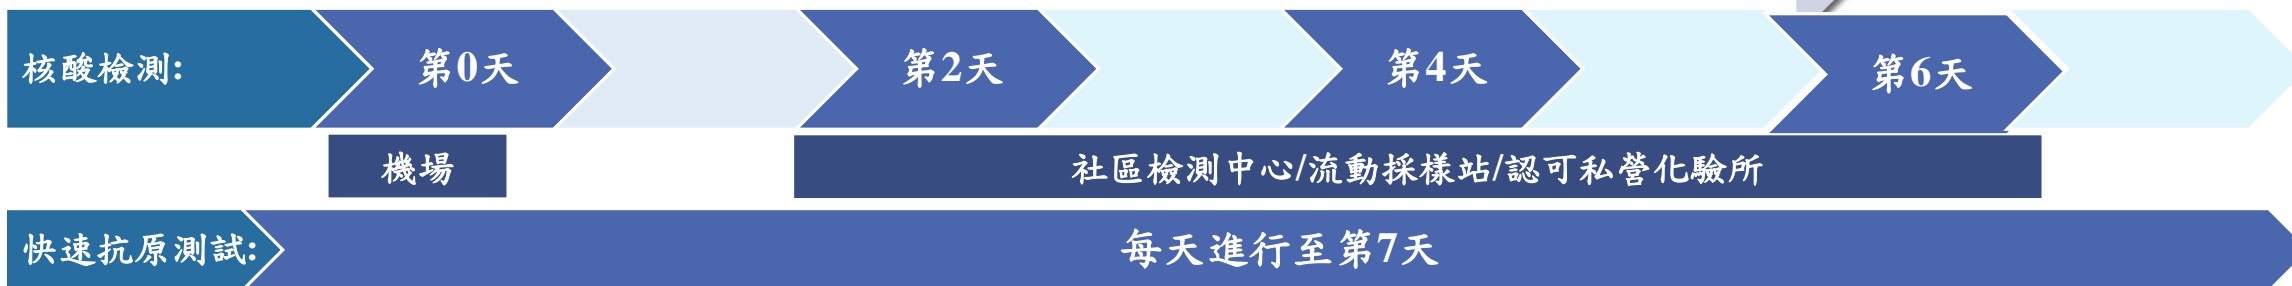 核酸檢測:
第0天
第2天
第4天
第6天
機場
社區檢測中心/流動採樣站/認可私營化驗所
快速抗原測試:
每天進行至第7天